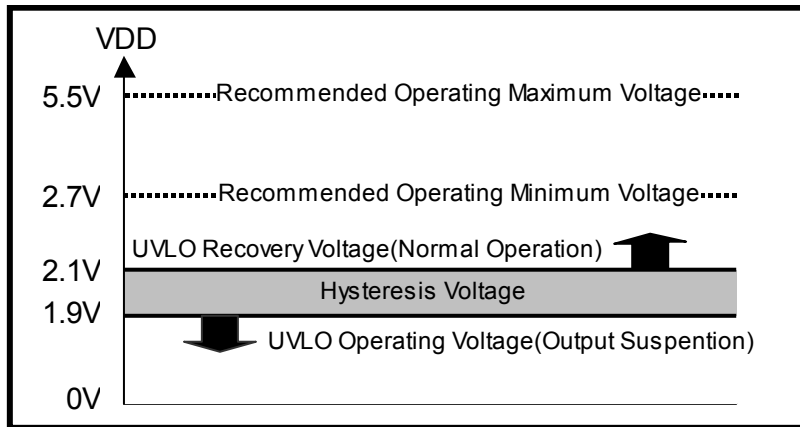 VDD
5.5V
Recommended Operating Maximum Voltage
2.7V
Recommended Operating Minimum Voltage
UVLO Recovery Voltage(Normal Operation)
2.1V
Hysteresis Voltage
1.9V
UVLO Operating Voltage(Output Suspention)
0V